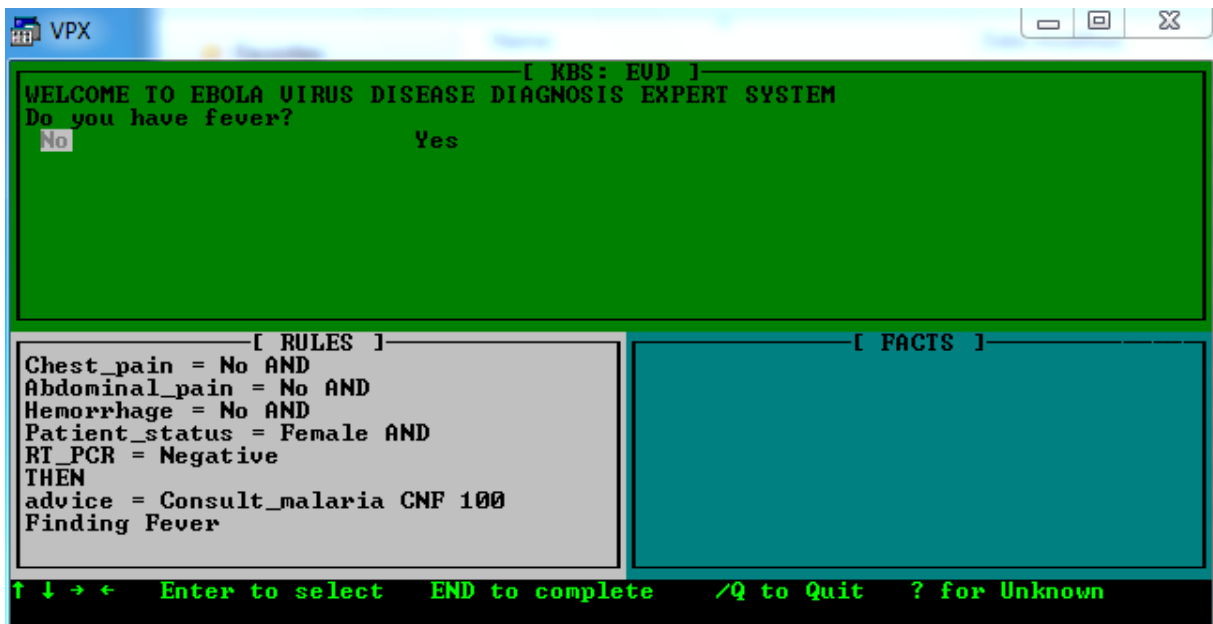 VPX
[ KBS: EVD ]
WELCOME TO EBOLA VIRUS DISEASE DIAGNOSIS EXPERT SYSTEM
Do you have fever?
No Yes
[ RULES ]
Chest_pain = No AND
Abdominal_pain = No AND
Hemorrhage = No AND
Patient_status = Female AND
RT_PCR = Negative
THEN
advice = Consult_malaria CNF 100
Finding Fever
[ FACTS ]
↑ ↓ → ← Enter to select END to complete /Q to Quit ? for Unknown